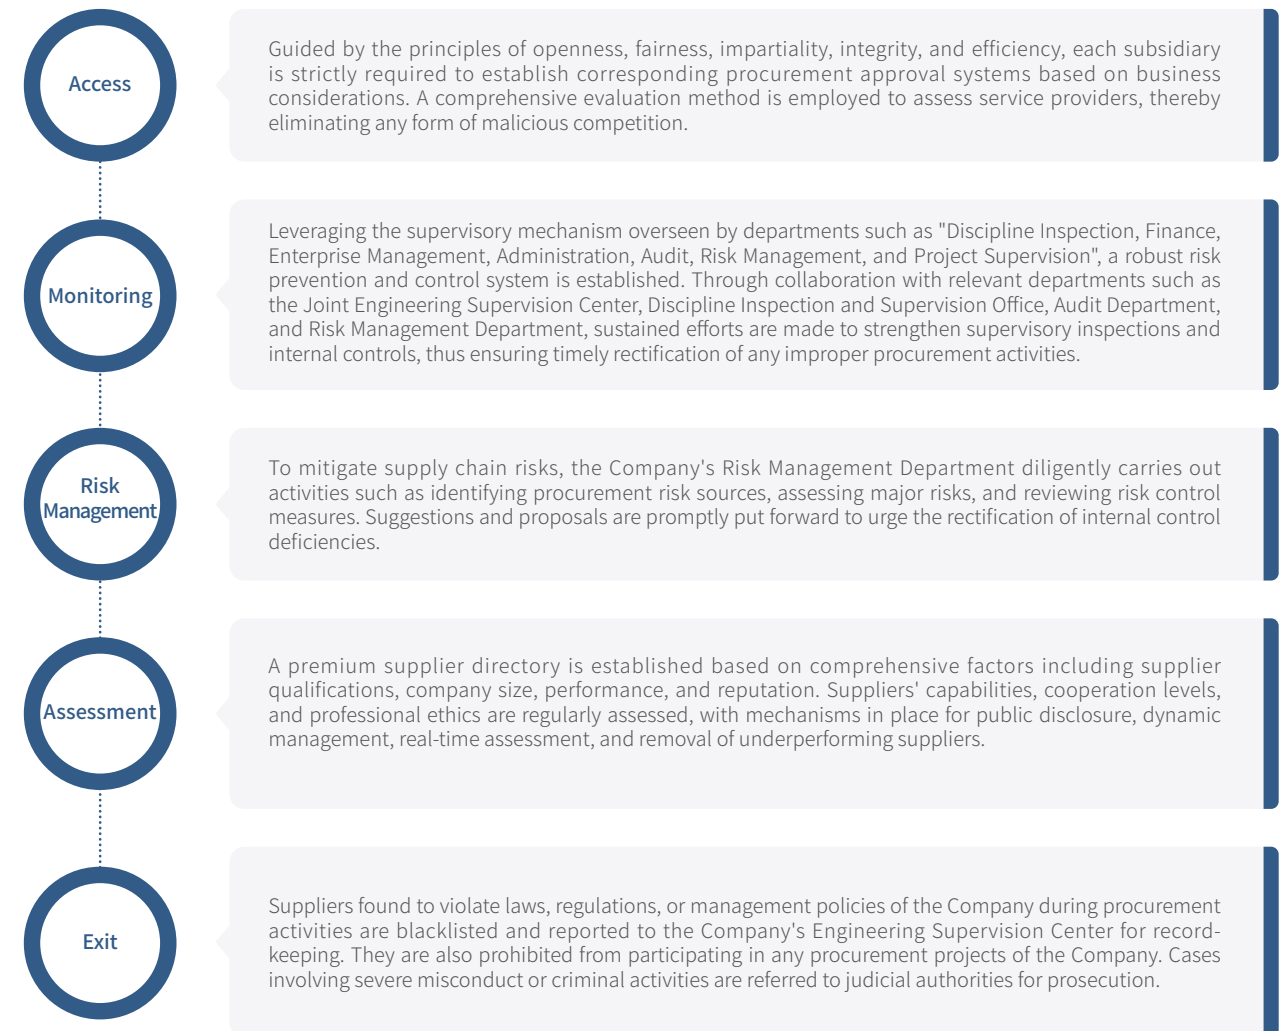 Access
Guided by the principles of openness, fairness, impartiality, integrity, and efficiency, each subsidiary
is strictly required to establish corresponding procurement approval systems based on business
considerations. A comprehensive evaluation method is employed to assess service providers, thereby
eliminating any form of malicious competition.
Monitoring
Leveraging the supervisory mechanism overseen by departments such as "Discipline Inspection, Finance,
Enterprise Management, Administration, Audit, Risk Management, and Project Supervision", a robust risk
prevention and control system is established. Through collaboration with relevant departments such as
the Joint Engineering Supervision Center, Discipline Inspection and Supervision Office, Audit Department,
and Risk Management Department, sustained efforts are made to strengthen supervisory inspections and
internal controls, thus ensuring timely rectification of any improper procurement activities.
Risk
Management
To mitigate supply chain risks, the Company's Risk Management Department diligently carries out
activities such as identifying procurement risk sources, assessing major risks, and reviewing risk control
measures. Suggestions and proposals are promptly put forward to urge the rectification of internal control
deficiencies.
Assessment
A premium supplier directory is established based on comprehensive factors including supplier
qualifications, company size, performance, and reputation. Suppliers' capabilities, cooperation levels,
and professional ethics are regularly assessed, with mechanisms in place for public disclosure, dynamic
management, real-time assessment, and removal of underperforming suppliers.
Exit
Suppliers found to violate laws, regulations, or management policies of the Company during procurement
activities are blacklisted and reported to the Company's Engineering Supervision Center for record-
keeping. They are also prohibited from participating in any procurement projects of the Company. Cases
involving severe misconduct or criminal activities are referred to judicial authorities for prosecution.